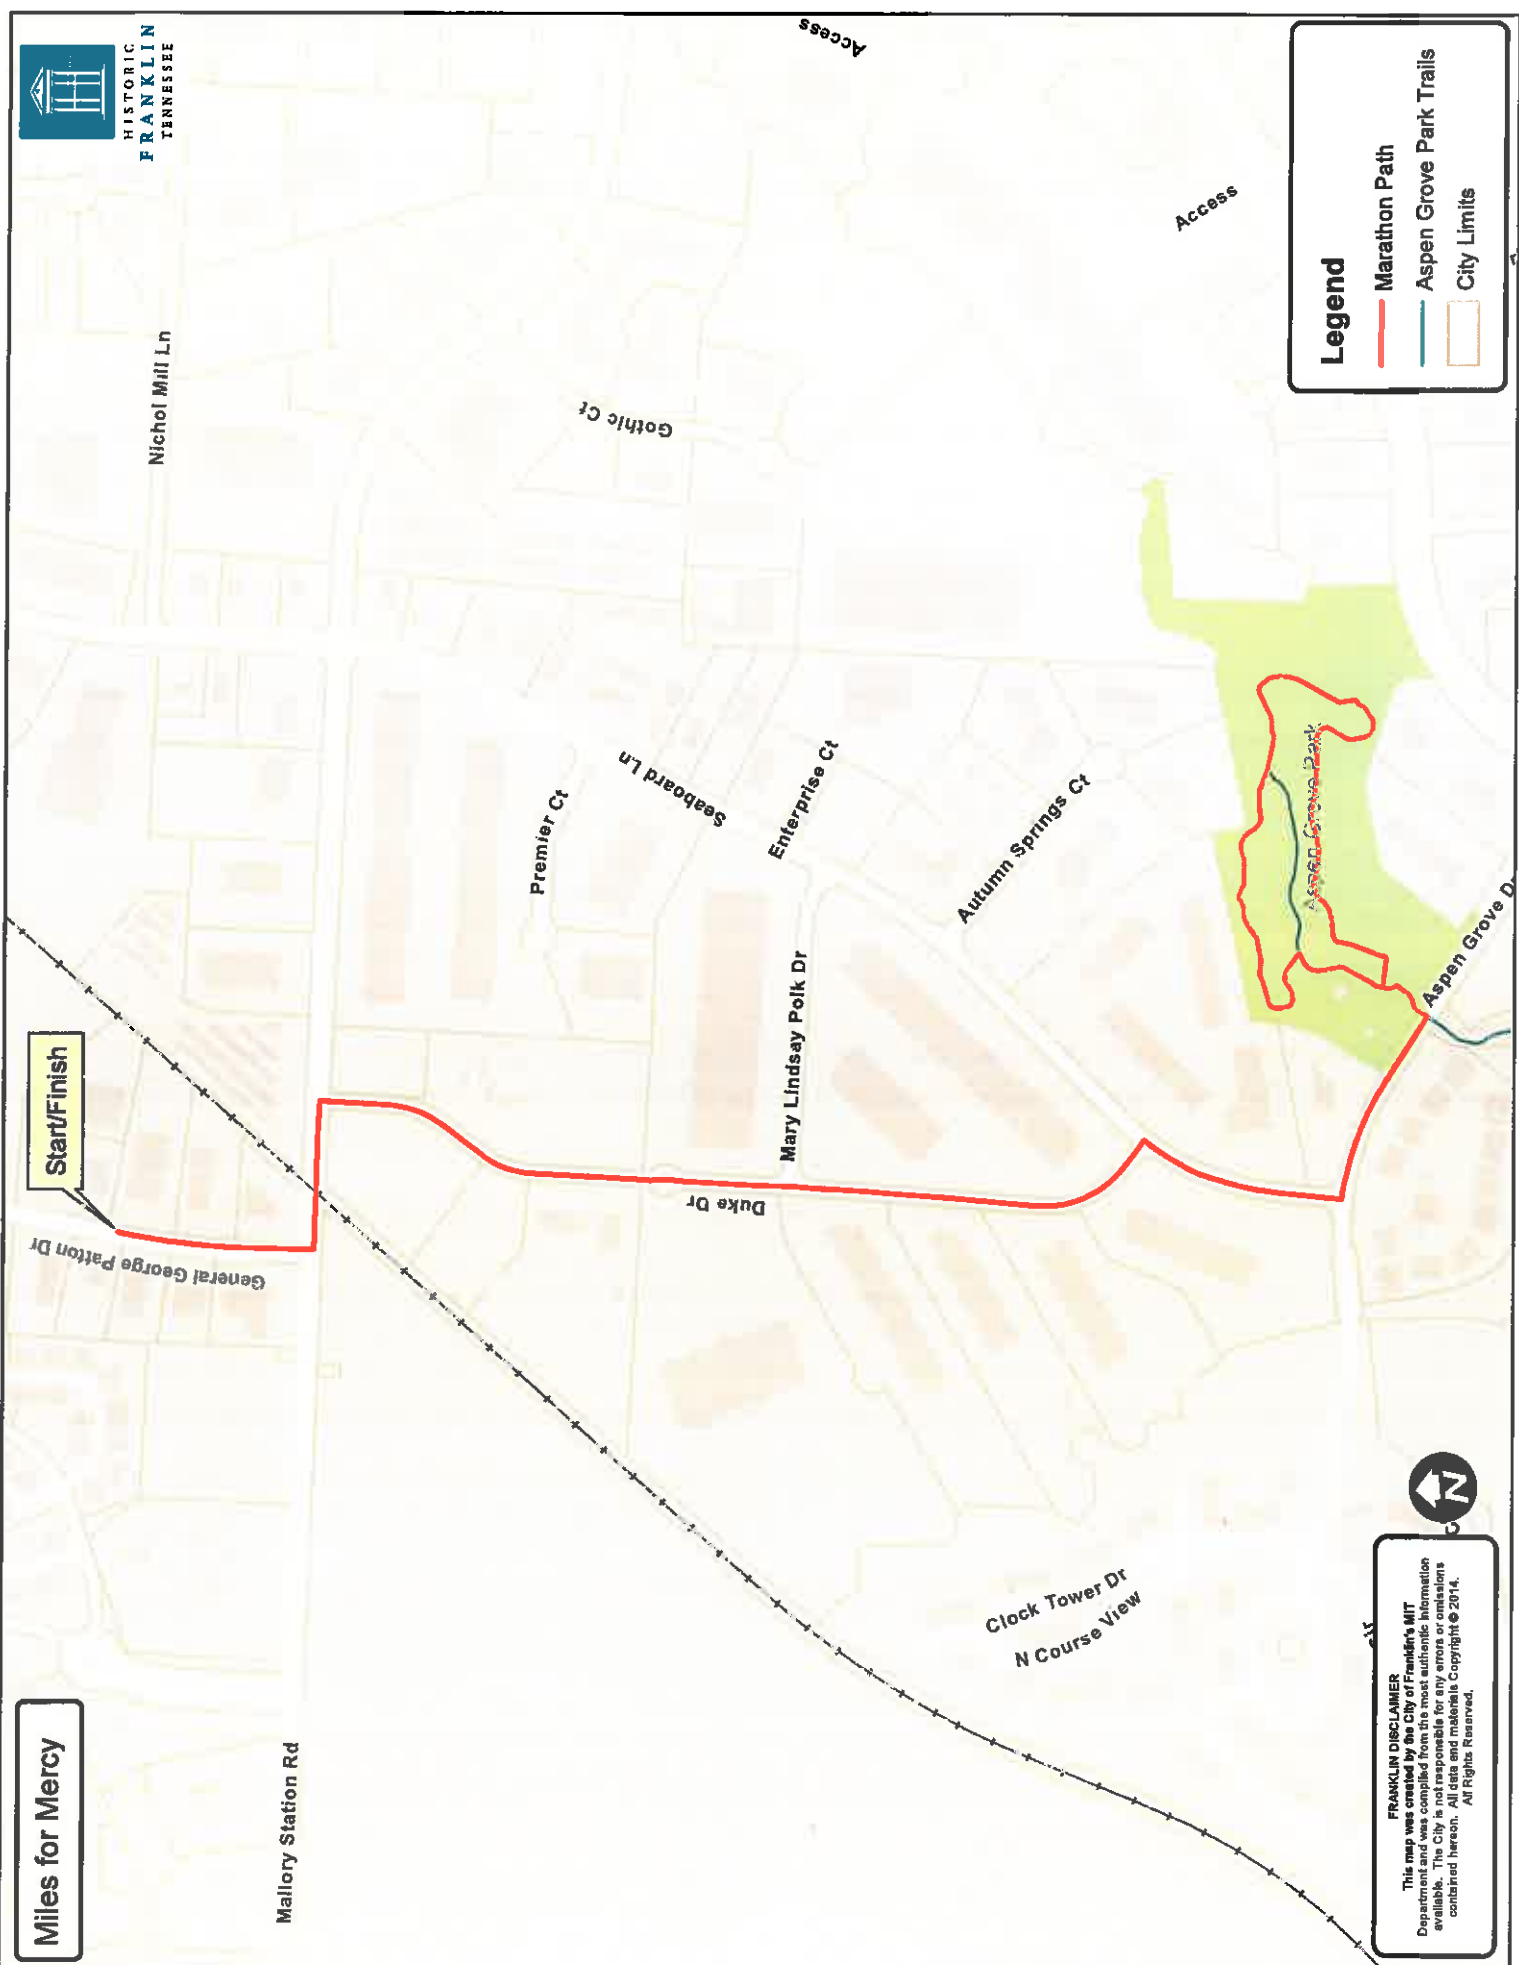 Miles for Mercy
Start/Finish
HISTORIC
FRANKLIN
TENNESSEE
General George Patton Dr
Nichol Mill Ln
Mallory Station Rd
Premier Ct
Gothic Ct
Seaboard Ln
Duke Dr
Mary Lindsay Polk Dr
Enterprise Ct
Access
Autumn Springs Ct
Clock Tower Dr
N Course View
Access
Aspen Grove Park
Aspen Grove D
Legend
Marathon Path
Aspen Grove Park Trails
City Limits
N
FRANKLIN DISCLAIMER
This map was created by the City of Franklin's MIT
Department and was compiled from the most authentic information
available. The City is not responsible for any errors or omissions
contained hereon. All data and materials Copyright © 2014.
All Rights Reserved.